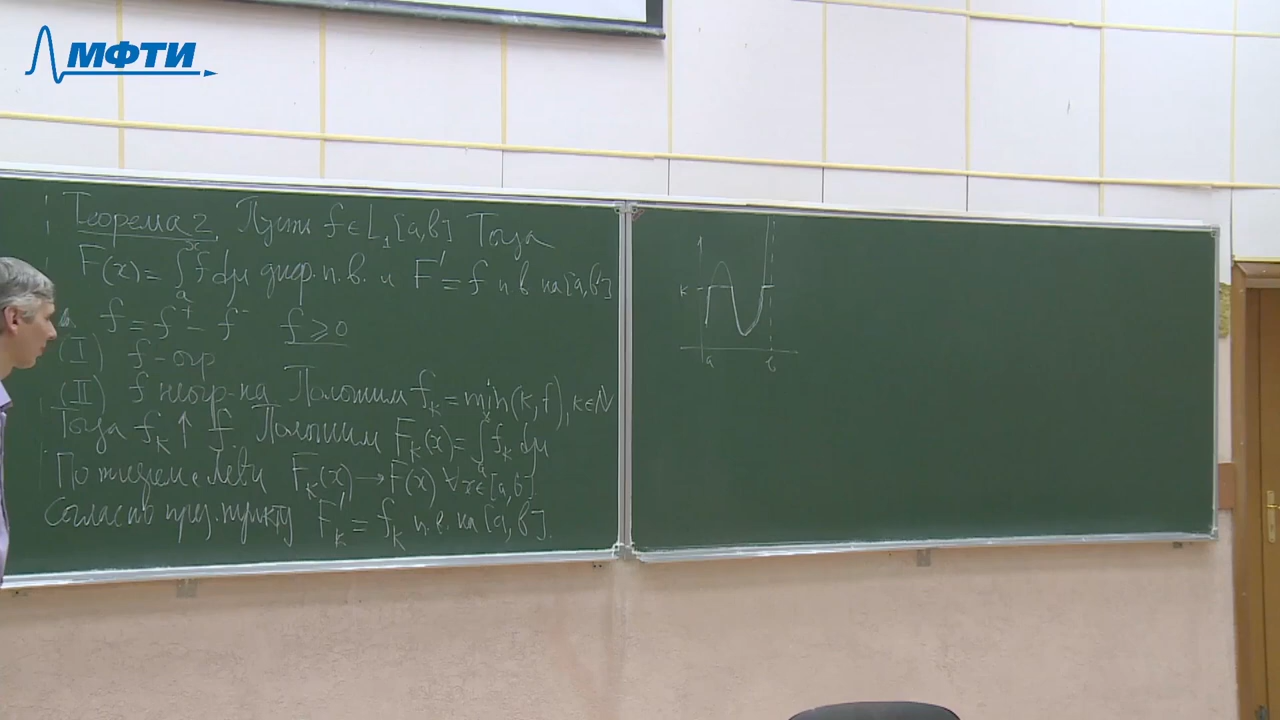 МФТИ
Теорема 2. Пусть f ∈ L₁[a,b] Тогда
F(x) = ∫ₐˣ f dμ диф. п.в. и F' = f п.в. на [a,b]
f = f⁺ - f⁻ f ⩾ 0
(I) f - огр
(II) f неогр-на Положим f_k = min(k, f), k ∈ N
Тогда f_k ↑ f. Положим F_k(x) = ∫ₐˣ f_k dμ
По теореме Леви F_k(x) → F(x) ∀x∈[a,b]
Согласно пред. пункту F'_k = f_k п.в. на [a,b].
k
a b